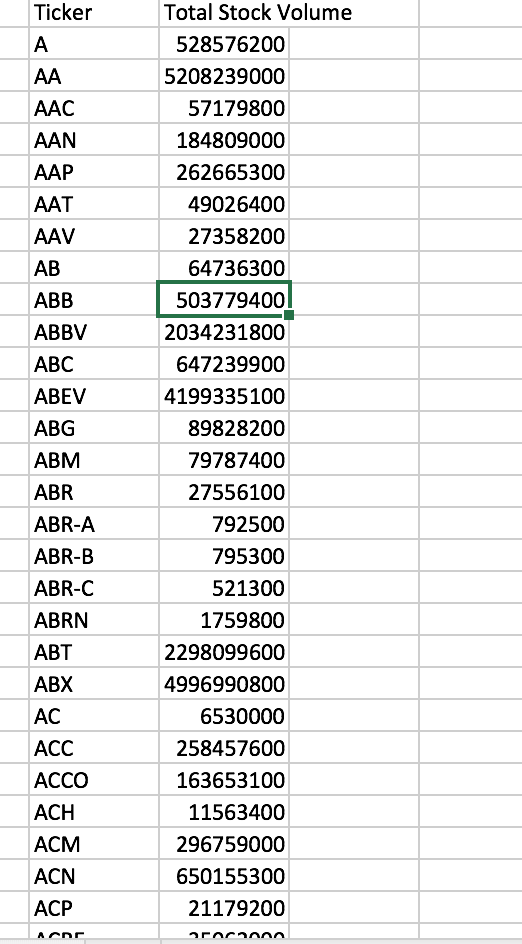 Ticker Total Stock Volume
A 528576200
AA 5208239000
AAC 57179800
AAN 184809000
AAP 262665300
AAT 49026400
AAV 27358200
AB 64736300
ABB 503779400
ABBV 2034231800
ABC 647239900
ABEV 4199335100
ABG 89828200
ABM 79787400
ABR 27556100
ABR-A 792500
ABR-B 795300
ABR-C 521300
ABRN 1759800
ABT 2298099600
ABX 4996990800
AC 6530000
ACC 258457600
ACCO 163653100
ACH 11563400
ACM 296759000
ACN 650155300
ACP 21179200